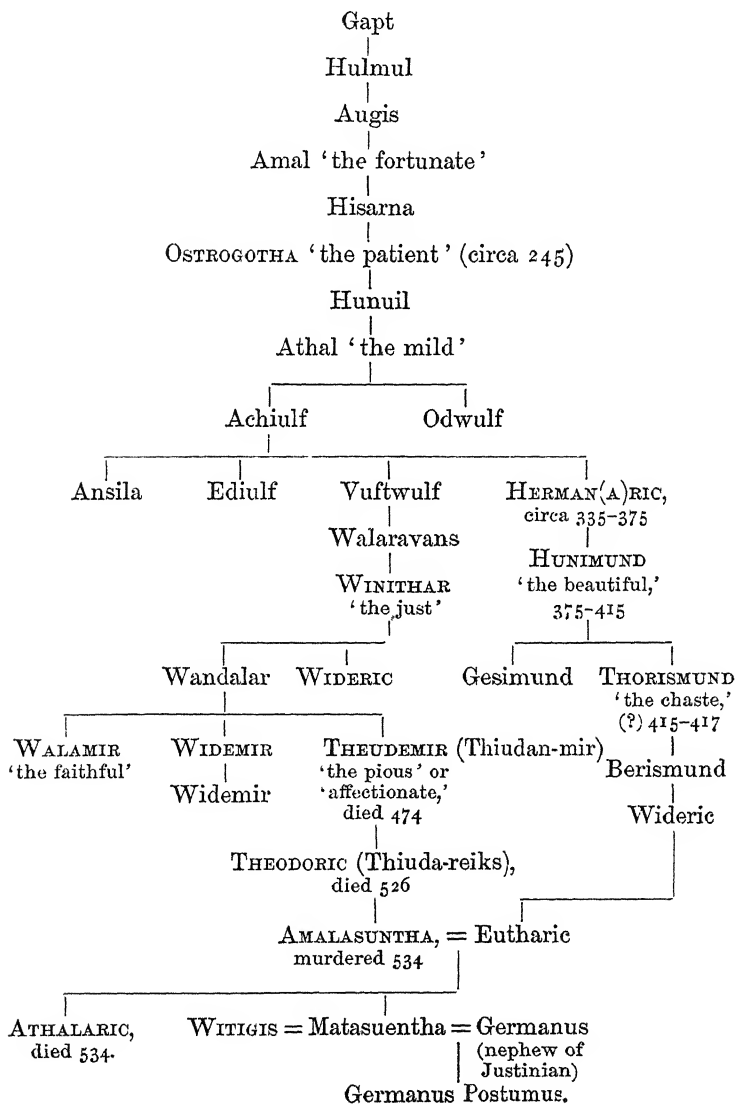 Gapt
Hulmul
Augis
Amal ‘the fortunate’
Hisarna
OSTROGOTHA ‘the patient’ (circa 245)
Hunuil
Athal ‘the mild’
Achiulf Odwulf
Ansila Ediulf Vuftwulf HERMAN(A)RIC,
circa 335–375
Walaravans
HUNIMUND
WINITHAR ‘the beautiful,’
‘the just’ 375–415
Wandalar WIDERIC Gesimund THORISMUND
‘the chaste,’
(?) 415–417
WALAMIR WIDEMIR THEUDEMIR (Thiudan-mir)
‘the faithful’ ‘the pious’ or Berismund
Widemir ‘affectionate,’
died 474 Wideric
THEODORIC (Thiuda-reiks),
died 526
AMALASUNTHA, = Eutharic
murdered 534
ATHALARIC, WITIGIS = Matasuentha = Germanus
died 534. (nephew of
Justinian)
Germanus Postumus.